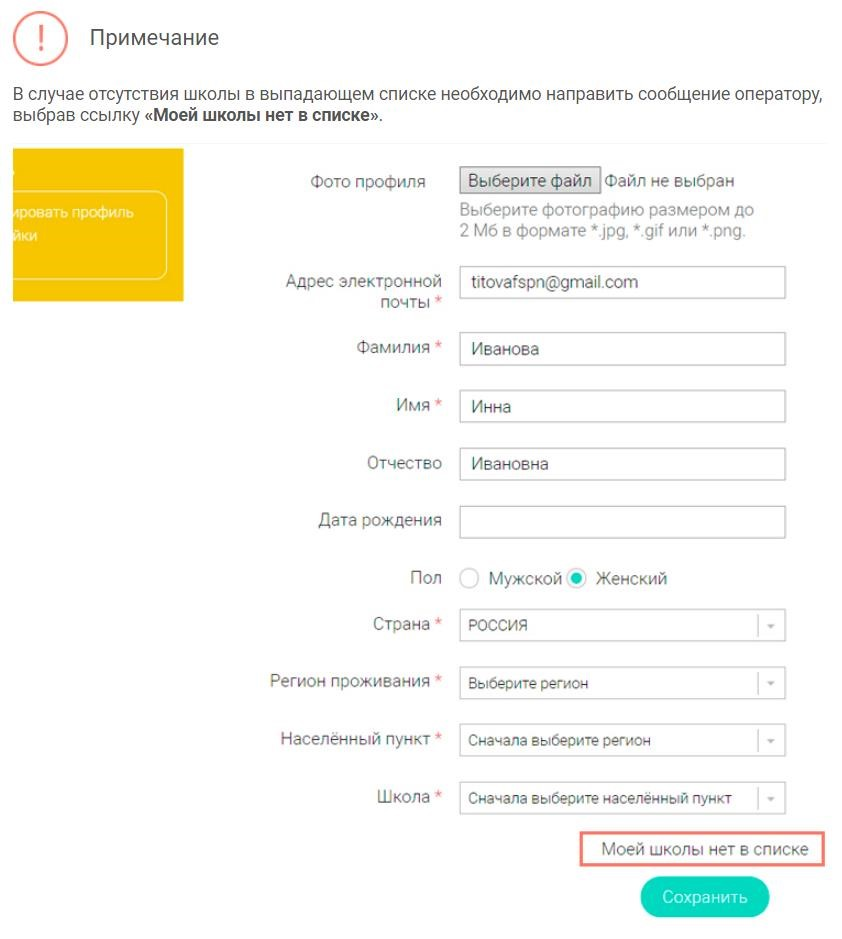 !
Примечание
В случае отсутствия школы в выпадающем списке необходимо направить сообщение оператору,
выбрав ссылку «Моей школы нет в списке».
ировать профиль
йки
Фото профиля
Выберите файл Файл не выбран
Выберите фотографию размером до
2 Мб в формате *.jpg, *.gif или *.png.
Адрес электронной
почты *
titovafspn@gmail.com
Фамилия *
Иванова
Имя *
Инна
Отчество
Ивановна
Дата рождения
Пол
Мужской
Женский
Страна *
РОССИЯ
Регион проживания *
Выберите регион
Населённый пункт *
Сначала выберите регион
Школа *
Сначала выберите населённый пункт
Моей школы нет в списке
Сохранить